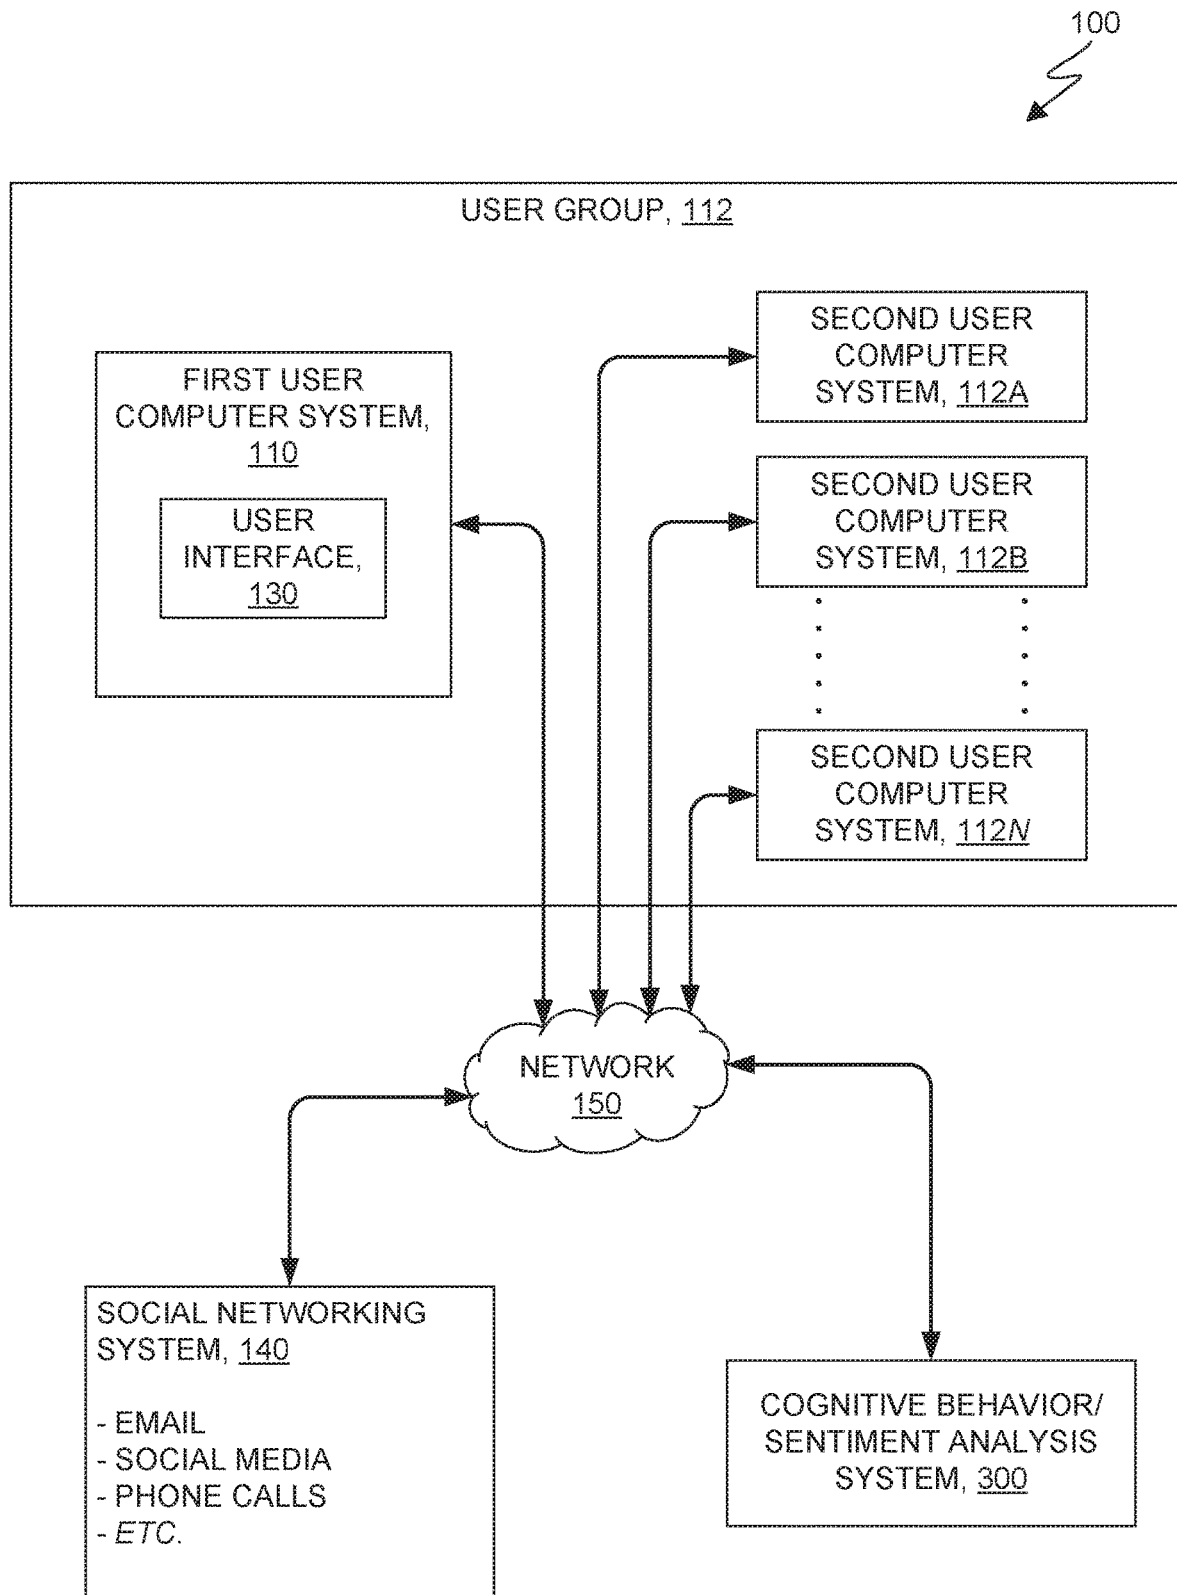 100
USER GROUP, 112
FIRST USER
COMPUTER SYSTEM,
110
USER
INTERFACE,
130
SECOND USER
COMPUTER
SYSTEM, 112A
SECOND USER
COMPUTER
SYSTEM, 112B
SECOND USER
COMPUTER
SYSTEM, 112N
NETWORK
150
SOCIAL NETWORKING
SYSTEM, 140
- EMAIL
- SOCIAL MEDIA
- PHONE CALLS
- ETC.
COGNITIVE BEHAVIOR/
SENTIMENT ANALYSIS
SYSTEM, 300